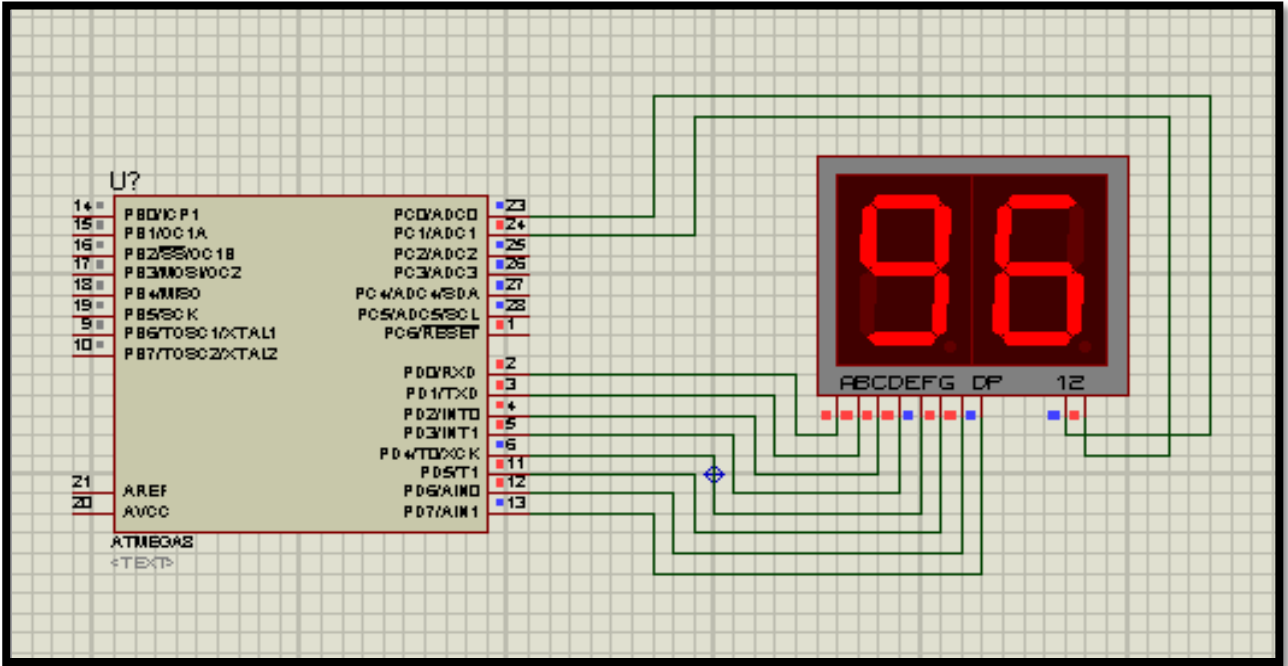 U?
14 PB0/ICP1
15 PB1/OC1A
16 PB2/SS/OC1B
17 PB3/MOSI/OC2
18 PB4/MISO
19 PB5/SCK
9 PB6/TOSC1/XTAL1
10 PB7/TOSC2/XTAL2
21 AREF
20 AVCC
PC0/ADC0 23
PC1/ADC1 24
PC2/ADC2 25
PC3/ADC3 26
PC4/ADC4/SDA 27
PC5/ADC5/SCL 28
PC6/RESET 1
PD0/RXD 2
PD1/TXD 3
PD2/INT0 4
PD3/INT1 5
PD4/T0/XCK 6
PD5/T1 11
PD6/AIN0 12
PD7/AIN1 13
ATMEGA8
<TEXT>
96
ABCDEFG DP 12